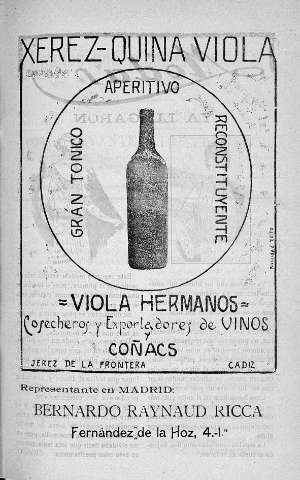 XEREZ-QUINA VIOLA
APERITIVO
GRAN TONICO
RECONSTITUYENTE
=VIOLA HERMANOS=
Cosecheros y Exportadores de VINOS
y
COÑACS
JEREZ DE LA FRONTERA CADIZ
Representante en MADRID:
BERNARDO RAYNAUD RICCA
Fernández de la Hoz, 4.-1.º